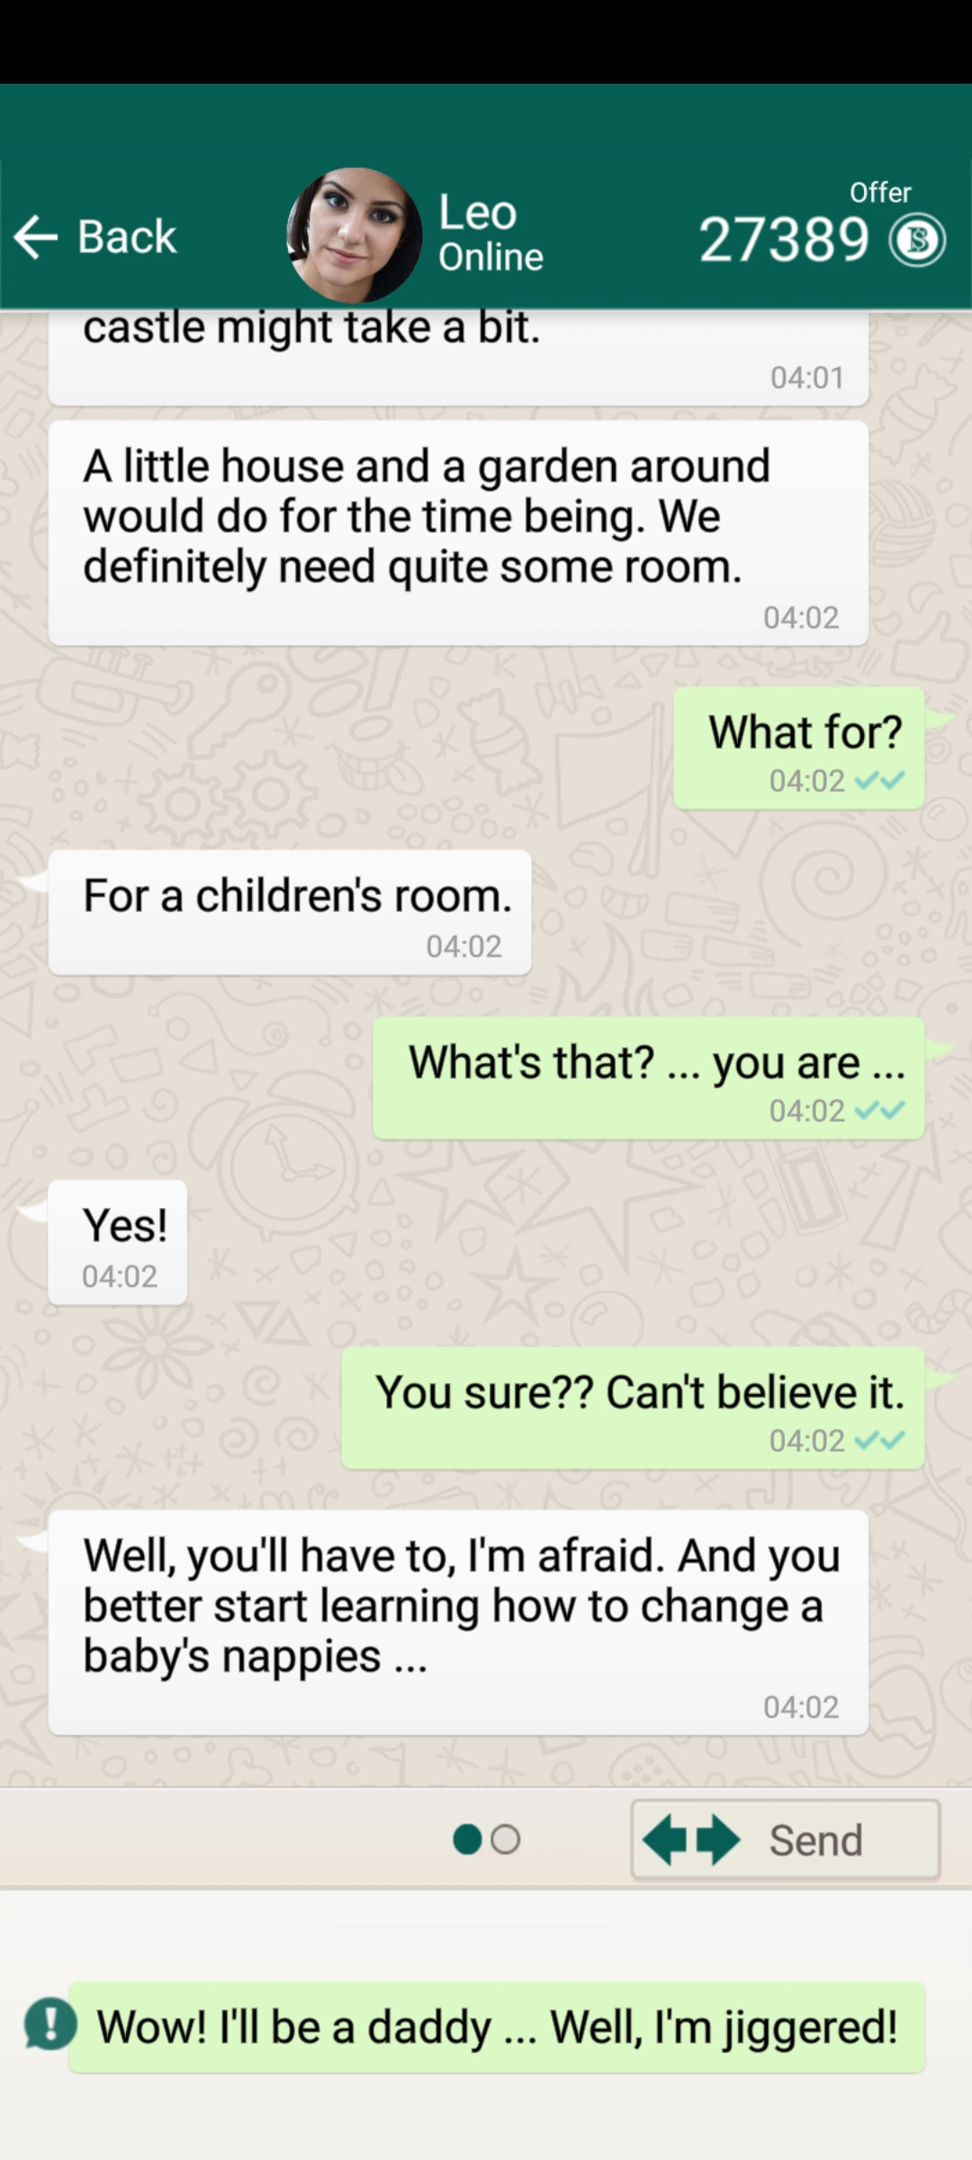 Offer
Back
Leo
Online
27389
castle might take a bit.
04:01
A little house and a garden around
would do for the time being. We
definitely need quite some room.
04:02
What for?
04:02
For a children's room.
04:02
What's that? ... you are ...
04:02
Yes!
04:02
You sure?? Can't believe it.
04:02
Well, you'll have to, I'm afraid. And you
better start learning how to change a
baby's nappies ...
04:02
Send
Wow! I'll be a daddy ... Well, I'm jiggered!